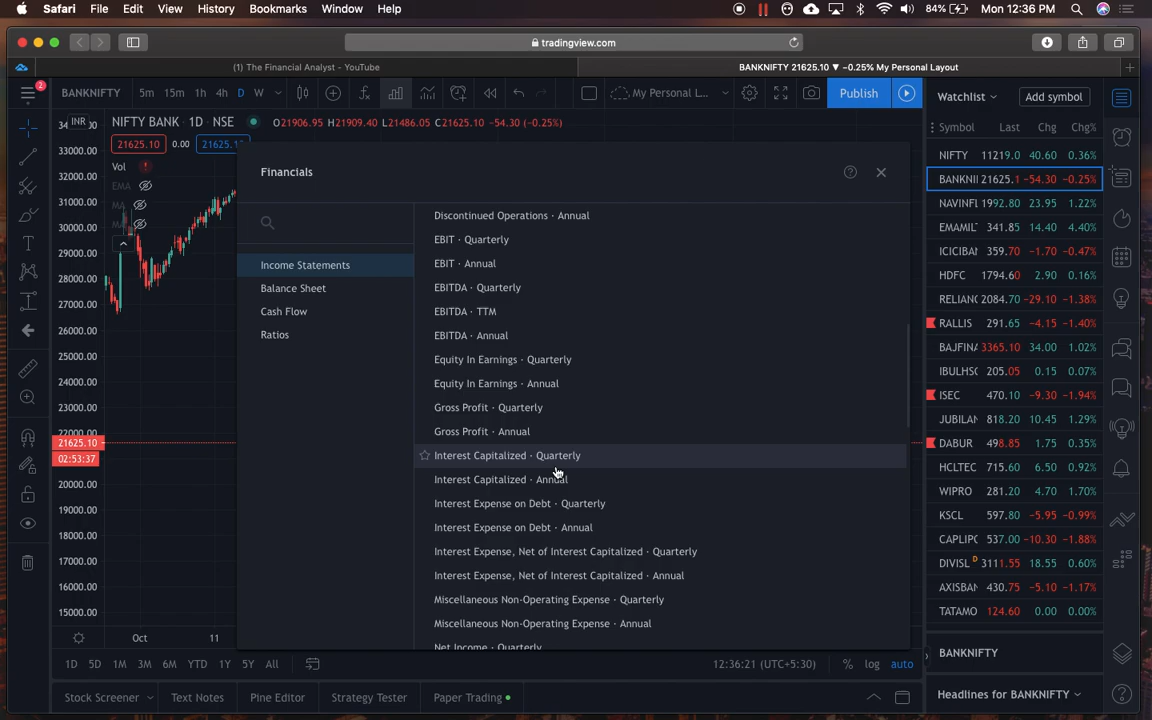 Safari File Edit View History Bookmarks Window Help 84% Mon 12:36 PM
tradingview.com
(1) The Financial Analyst - YouTube
BANKNIFTY 21625.10 ▼ −0.25% My Personal Layout
2 BANKNIFTY 5m 15m 1h 4h D W My Personal L... Publish
Watchlist Add symbol
INR NIFTY BANK · 1D · NSE O21906.95 H21909.40 L21486.05 C21625.10 −54.30 (−0.25%)
21625.10 0.00
Vol !
EMA
MA
Symbol Last Chg Chg%
NIFTY 11219.0 40.60 0.36%
BANKNI 21625.1 −54.30 −0.25%
NAVINFL 1992.80 23.95 1.22%
EMAMIL 341.85 14.40 4.40%
ICICIBAN 359.70 −1.70 −0.47%
HDFC 1794.60 2.90 0.16%
RELIANC 2084.70 −29.10 −1.38%
RALLIS 291.65 −4.15 −1.40%
BAJFINA 3365.10 34.00 1.02%
IBULHSG 205.05 0.15 0.07%
ISEC 470.10 −9.30 −1.94%
JUBILAN 818.20 10.45 1.29%
DABUR 498.85 1.75 0.35%
HCLTEC 715.60 6.50 0.92%
WIPRO 281.20 4.70 1.70%
KSCL 597.80 −5.95 −0.99%
CAPLIPC 537.00 −10.30 −1.88%
DIVISL D 3111.55 18.55 0.60%
AXISBAN 430.75 −5.10 −1.17%
TATAMO 124.60 0.00 0.00%
BANKNIFTY
Headlines for BANKNIFTY
33000.00
32000.00
31000.00
30000.00
29000.00
28000.00
27000.00
26000.00
25000.00
24000.00
23000.00
21625.10
02:53:37
20000.00
19000.00
18000.00
17000.00
16000.00
15000.00
Oct 11
Financials
Income Statements
Balance Sheet
Cash Flow
Ratios
Discontinued Operations · Annual
EBIT · Quarterly
EBIT · Annual
EBITDA · Quarterly
EBITDA · TTM
EBITDA · Annual
Equity In Earnings · Quarterly
Equity In Earnings · Annual
Gross Profit · Quarterly
Gross Profit · Annual
Interest Capitalized · Quarterly
Interest Capitalized · Annual
Interest Expense on Debt · Quarterly
Interest Expense on Debt · Annual
Interest Expense, Net of Interest Capitalized · Quarterly
Interest Expense, Net of Interest Capitalized · Annual
Miscellaneous Non-Operating Expense · Quarterly
Miscellaneous Non-Operating Expense · Annual
Net Income · Quarterly
1D 5D 1M 3M 6M YTD 1Y 5Y All 12:36:21 (UTC+5:30) % log auto
Stock Screener Text Notes Pine Editor Strategy Tester Paper Trading